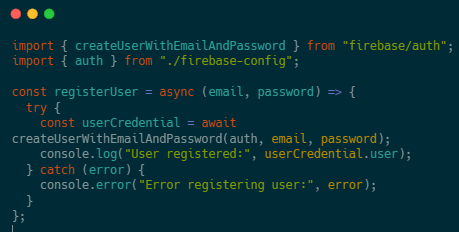 import { createUserWithEmailAndPassword } from "firebase/auth";
import { auth } from "./firebase-config";

const registerUser = async (email, password) => {
  try {
    const userCredential = await
createUserWithEmailAndPassword(auth, email, password);
    console.log("User registered:", userCredential.user);
  } catch (error) {
    console.error("Error registering user:", error);
  }
};